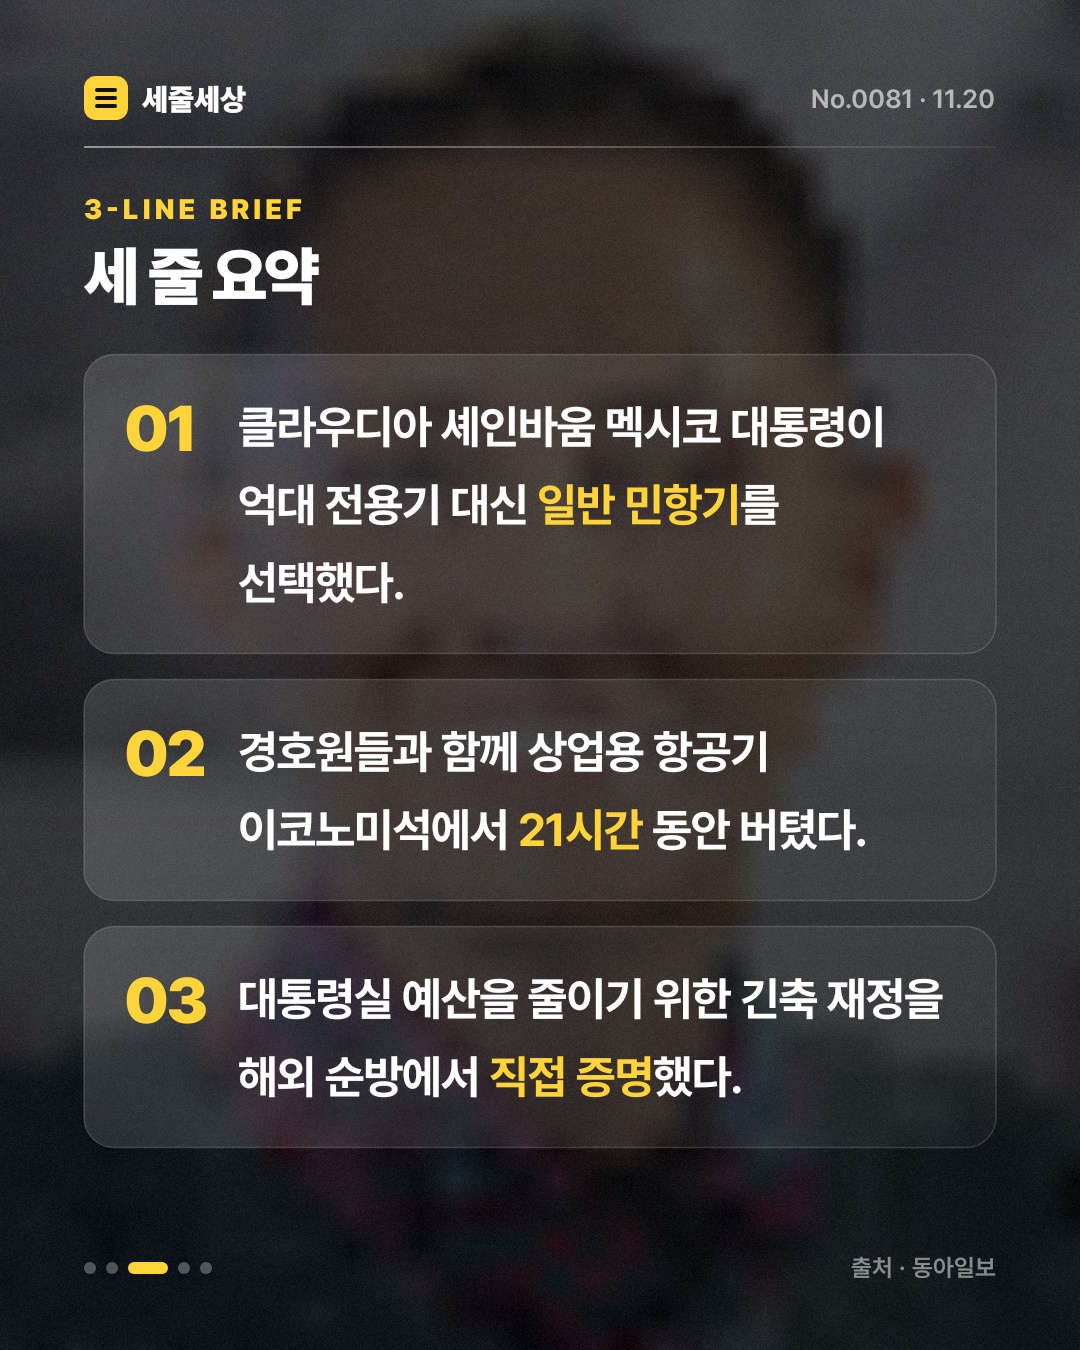 세줄세상
No.0081 · 11.20
3-LINE BRIEF
세 줄 요약
01
클라우디아 셰인바움 멕시코 대통령이
억대 전용기 대신 일반 민항기를
선택했다.
02
경호원들과 함께 상업용 항공기
이코노미석에서 21시간 동안 버텼다.
03
대통령실 예산을 줄이기 위한 긴축 재정을
해외 순방에서 직접 증명했다.
출처 · 동아일보